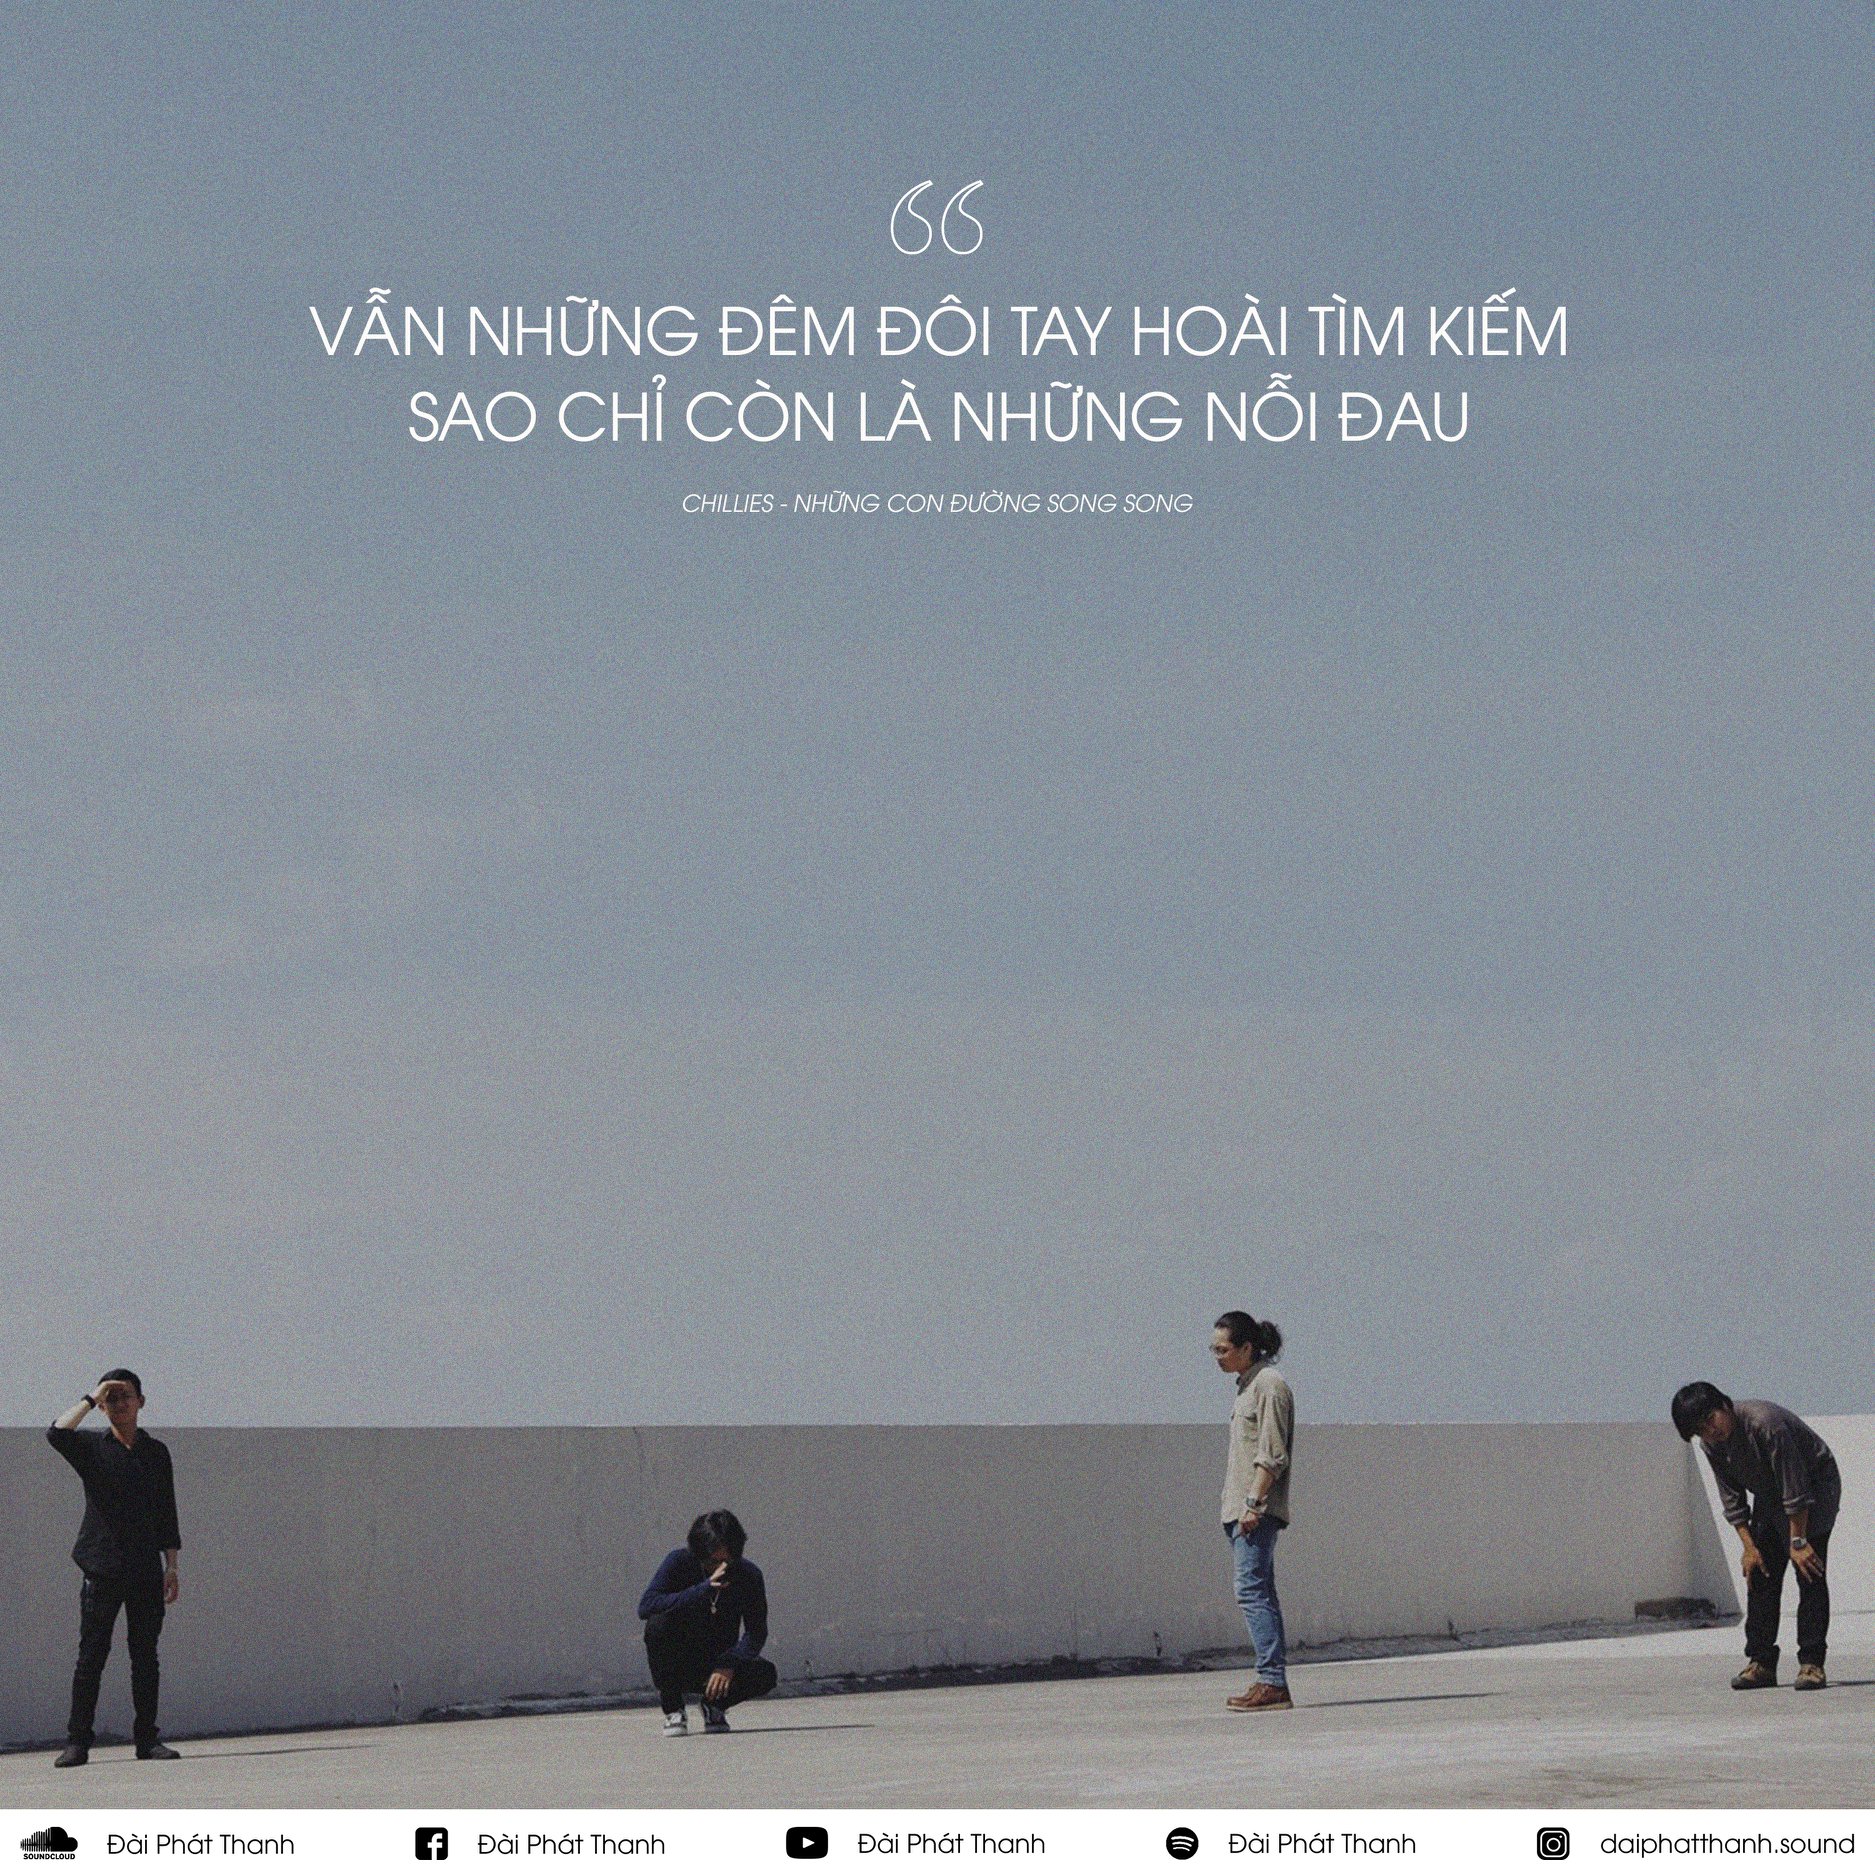 VẪN NHỮNG ĐÊM ĐÔI TAY HOÀI TÌM KIẾM
SAO CHỈ CÒN LÀ NHỮNG NỖI ĐAU
CHILLIES - NHỮNG CON ĐƯỜNG SONG SONG
SOUNDCLOUD Đài Phát Thanh Đài Phát Thanh Đài Phát Thanh Đài Phát Thanh daiphatthanh.sound